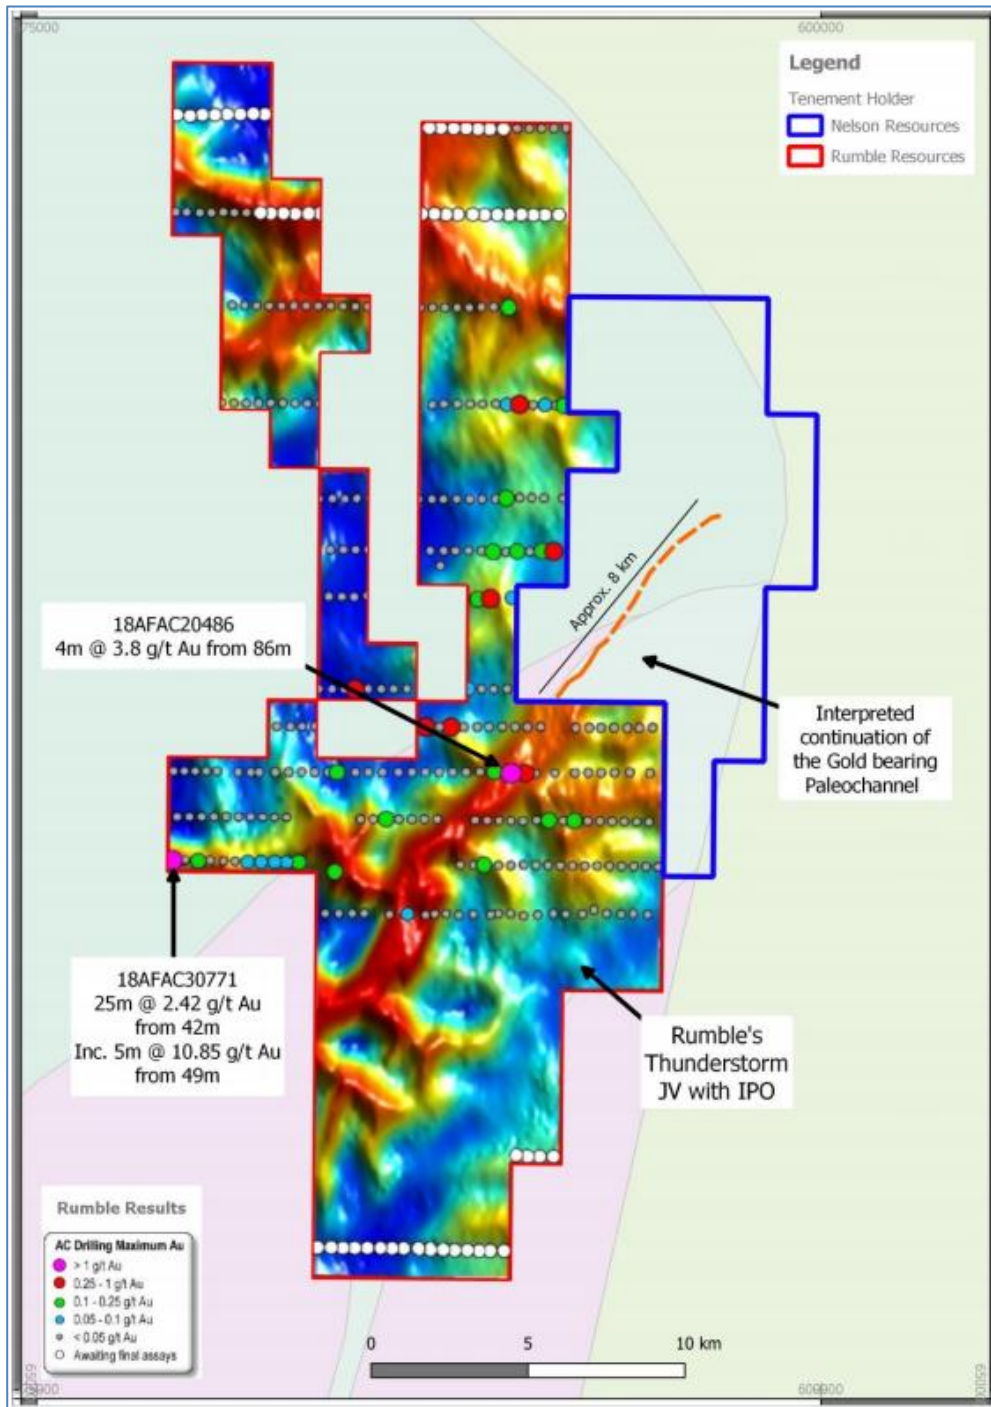 75000
600000
Legend
Tenement Holder
Nelson Resources
Rumble Resources
Approx. 8 km
18AFAC20486
4m @ 3.8 g/t Au from 86m
Interpreted
continuation of
the Gold bearing
Paleochannel
18AFAC30771
25m @ 2.42 g/t Au
from 42m
Inc. 5m @ 10.85 g/t Au
from 49m
Rumble's
Thunderstorm
JV with IPO
Rumble Results
AC Drilling Maximum Au
> 1 g/t Au
0.25 - 1 g/t Au
0.1 - 0.25 g/t Au
0.05 - 0.1 g/t Au
< 0.05 g/t Au
Awaiting final assays
0
5
10 km